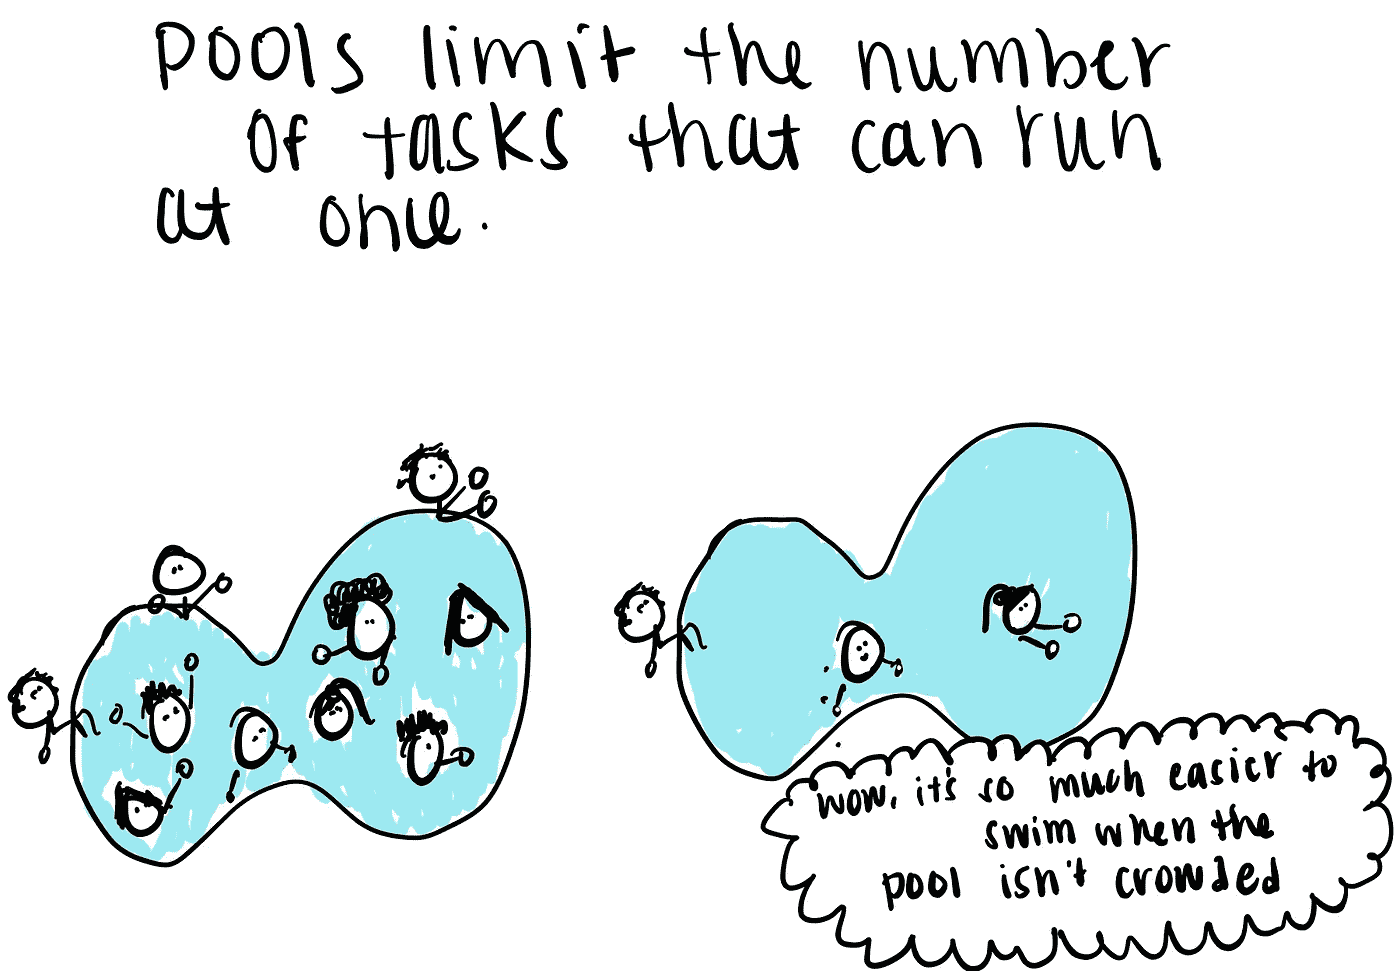 pools limit the number
of tasks that can run
at once.
wow, it's so much easier to
swim when the
pool isn't crowded